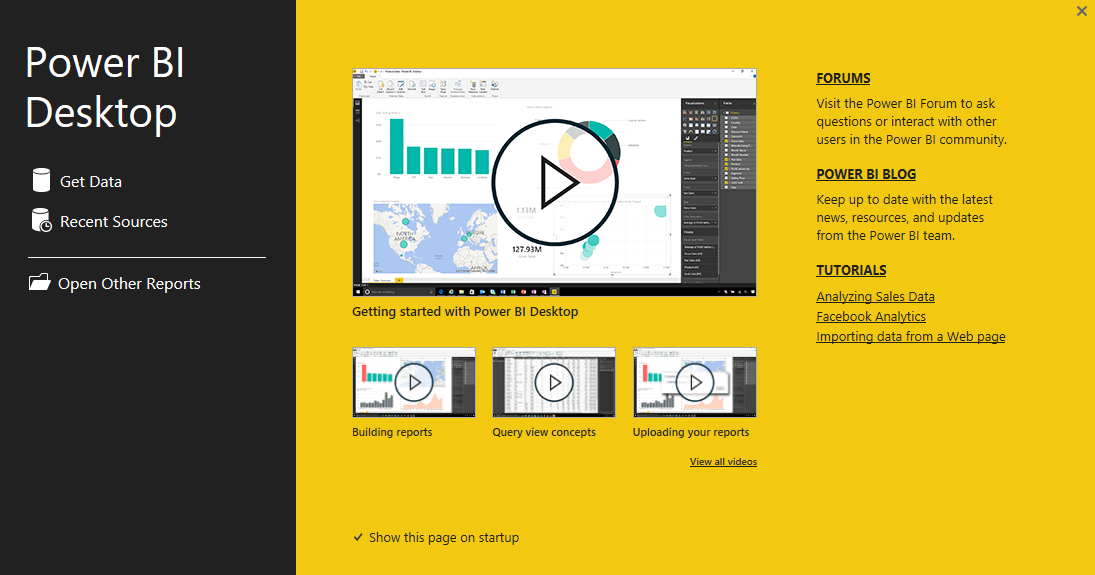 Power BI
Desktop
Get Data
Recent Sources
Open Other Reports
127.93M
Getting started with Power BI Desktop
Building reports
Query view concepts
Uploading your reports
View all videos
Show this page on startup
FORUMS
Visit the Power BI Forum to ask
questions or interact with other
users in the Power BI community.
POWER BI BLOG
Keep up to date with the latest
news, resources, and updates
from the Power BI team.
TUTORIALS
Analyzing Sales Data
Facebook Analytics
Importing data from a Web page